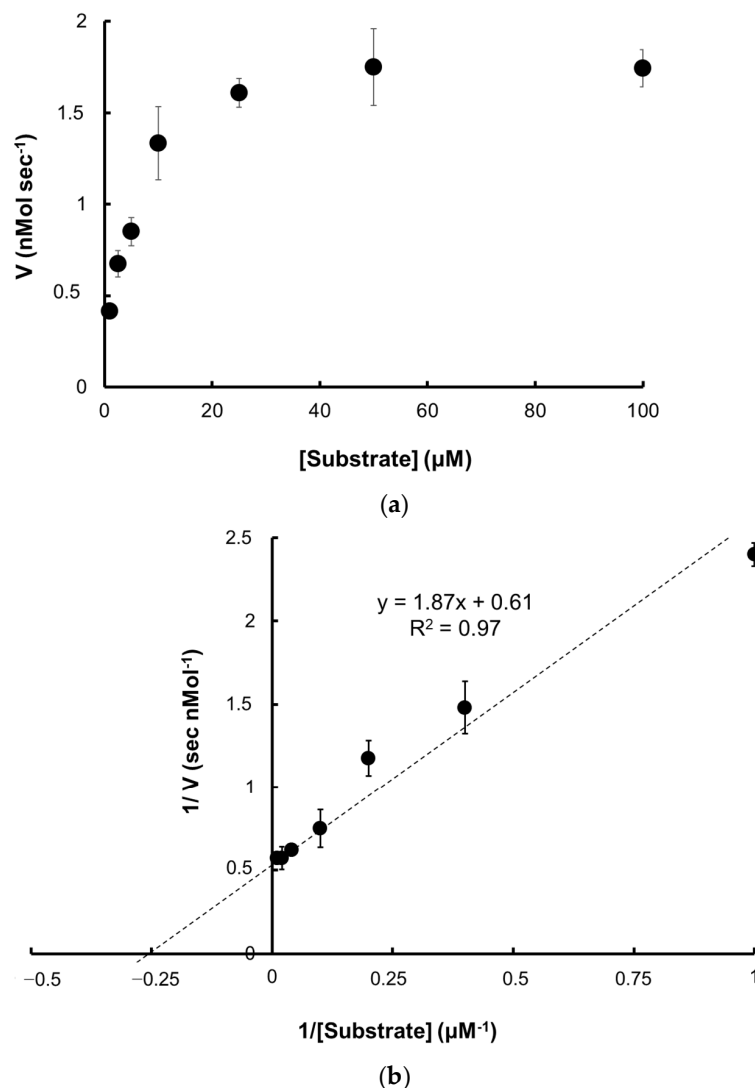 2
1.5
1
0.5
0
V (nMol sec⁻¹)
0 20 40 60 80 100
[Substrate] (µM)
(a)
2.5
2
1.5
1
0.5
0
1/ V (sec nMol⁻¹)
y = 1.87x + 0.61
R² = 0.97
−0.5 −0.25 0 0.25 0.5 0.75 1
1/[Substrate] (µM⁻¹)
(b)